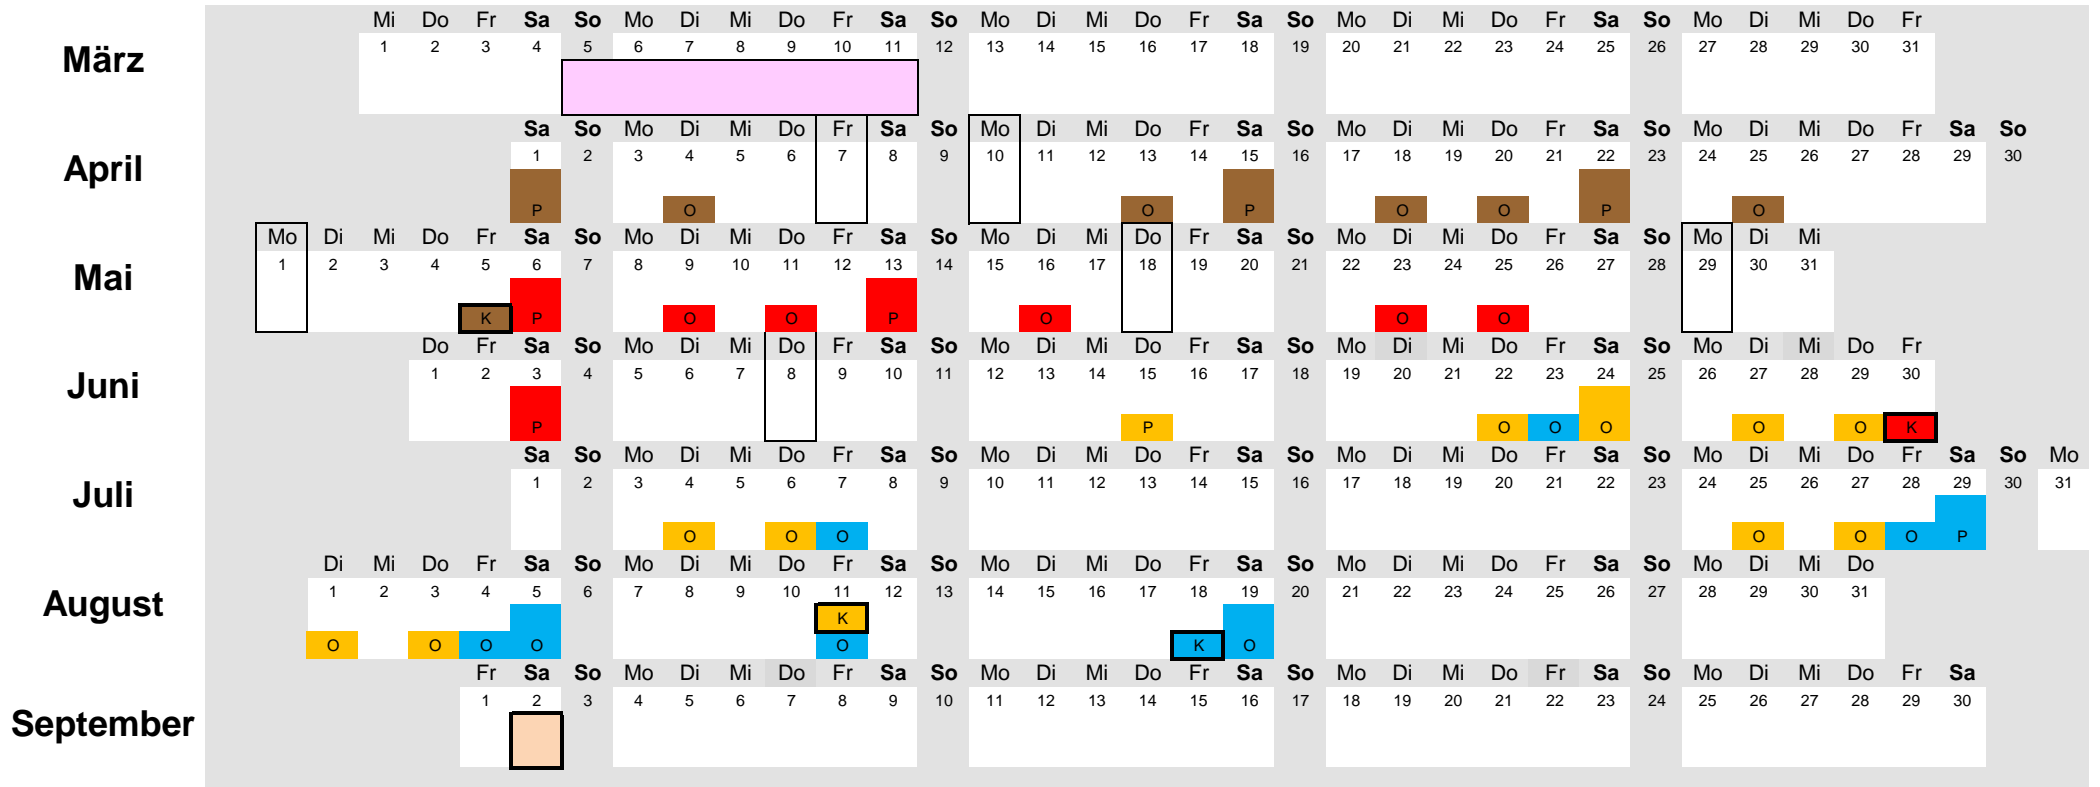 Mi Do Fr Sa So Mo Di Mi Do Fr Sa So Mo Di Mi Do Fr Sa So Mo Di Mi Do Fr Sa So Mo Di Mi Do Fr
März
1 2 3 4 5 6 7 8 9 10 11 12 13 14 15 16 17 18 19 20 21 22 23 24 25 26 27 28 29 30 31
Sa So Mo Di Mi Do Fr Sa So Mo Di Mi Do Fr Sa So Mo Di Mi Do Fr Sa So Mo Di Mi Do Fr Sa So
April
1 2 3 4 5 6 7 8 9 10 11 12 13 14 15 16 17 18 19 20 21 22 23 24 25 26 27 28 29 30
P O O P O O P O
Mo Di Mi Do Fr Sa So Mo Di Mi Do Fr Sa So Mo Di Mi Do Fr Sa So Mo Di Mi Do Fr Sa So Mo Di Mi
Mai
1 2 3 4 5 6 7 8 9 10 11 12 13 14 15 16 17 18 19 20 21 22 23 24 25 26 27 28 29 30 31
K P O O P O O O
Do Fr Sa So Mo Di Mi Do Fr Sa So Mo Di Mi Do Fr Sa So Mo Di Mi Do Fr Sa So Mo Di Mi Do Fr
Juni
1 2 3 4 5 6 7 8 9 10 11 12 13 14 15 16 17 18 19 20 21 22 23 24 25 26 27 28 29 30
P P O O O O O K
Sa So Mo Di Mi Do Fr Sa So Mo Di Mi Do Fr Sa So Mo Di Mi Do Fr Sa So Mo Di Mi Do Fr Sa So Mo
Juli
1 2 3 4 5 6 7 8 9 10 11 12 13 14 15 16 17 18 19 20 21 22 23 24 25 26 27 28 29 30 31
O O O O O O P
Di Mi Do Fr Sa So Mo Di Mi Do Fr Sa So Mo Di Mi Do Fr Sa So Mo Di Mi Do Fr Sa So Mo Di Mi Do
August
1 2 3 4 5 6 7 8 9 10 11 12 13 14 15 16 17 18 19 20 21 22 23 24 25 26 27 28 29 30 31
K
O O O O O K O
Fr Sa So Mo Di Mi Do Fr Sa So Mo Di Mi Do Fr Sa So Mo Di Mi Do Fr Sa So Mo Di Mi Do Fr Sa
September
1 2 3 4 5 6 7 8 9 10 11 12 13 14 15 16 17 18 19 20 21 22 23 24 25 26 27 28 29 30